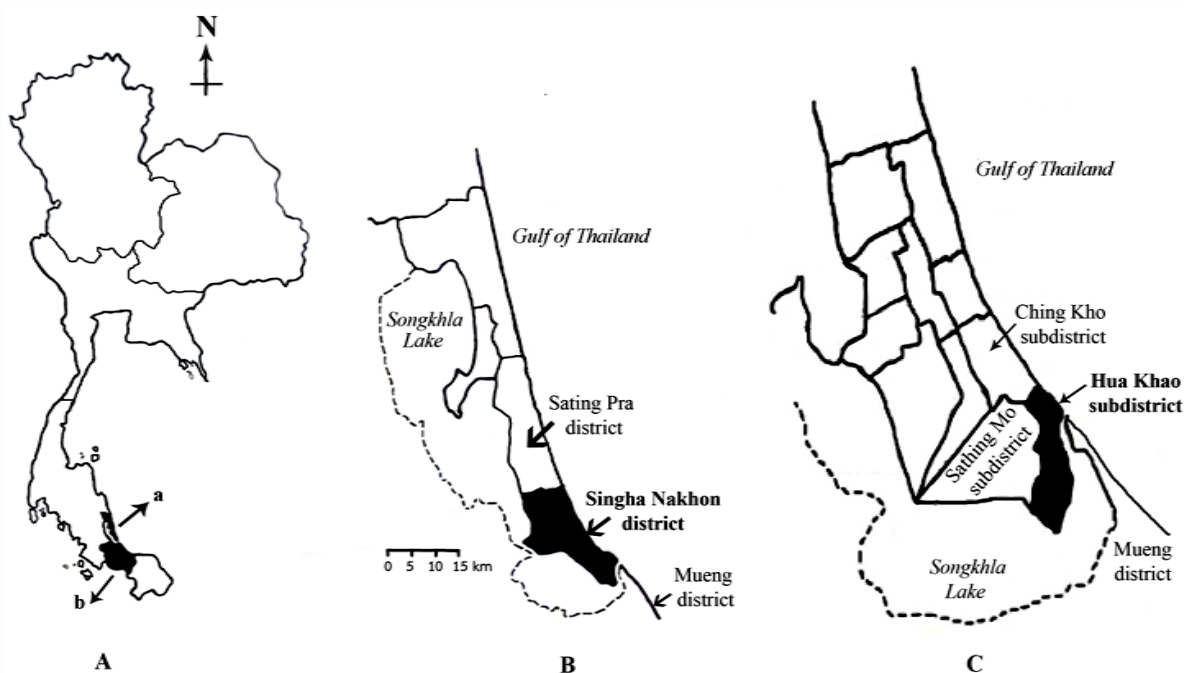 N
a
b
A
Gulf of Thailand
Songkhla
Lake
Sating Pra
district
Singha Nakhon
district
0 5 10 15 km
Mueng
district
B
Gulf of Thailand
Ching Kho
subdistrict
Hua Khao
subdistrict
Sathing Mo
subdistrict
Mueng
district
Songkhla
Lake
C